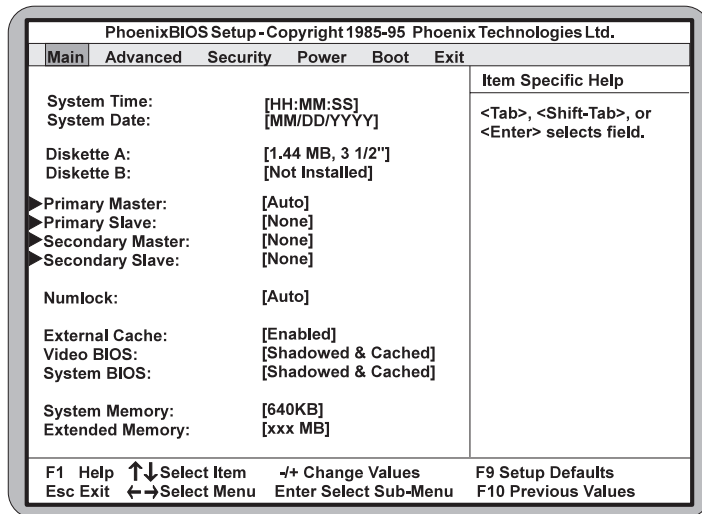 PhoenixBIOS Setup - Copyright 1985-95 Phoenix Technologies Ltd.
Main Advanced Security Power Boot Exit
Item Specific Help
<Tab>, <Shift-Tab>, or
<Enter> selects field.
System Time: [HH:MM:SS]
System Date: [MM/DD/YYYY]
Diskette A: [1.44 MB, 3 1/2"]
Diskette B: [Not Installed]
▶Primary Master: [Auto]
▶Primary Slave: [None]
▶Secondary Master: [None]
▶Secondary Slave: [None]
Numlock: [Auto]
External Cache: [Enabled]
Video BIOS: [Shadowed & Cached]
System BIOS: [Shadowed & Cached]
System Memory: [640KB]
Extended Memory: [xxx MB]
F1 Help ↑↓Select Item -/+ Change Values F9 Setup Defaults
Esc Exit ←→Select Menu Enter Select Sub-Menu F10 Previous Values